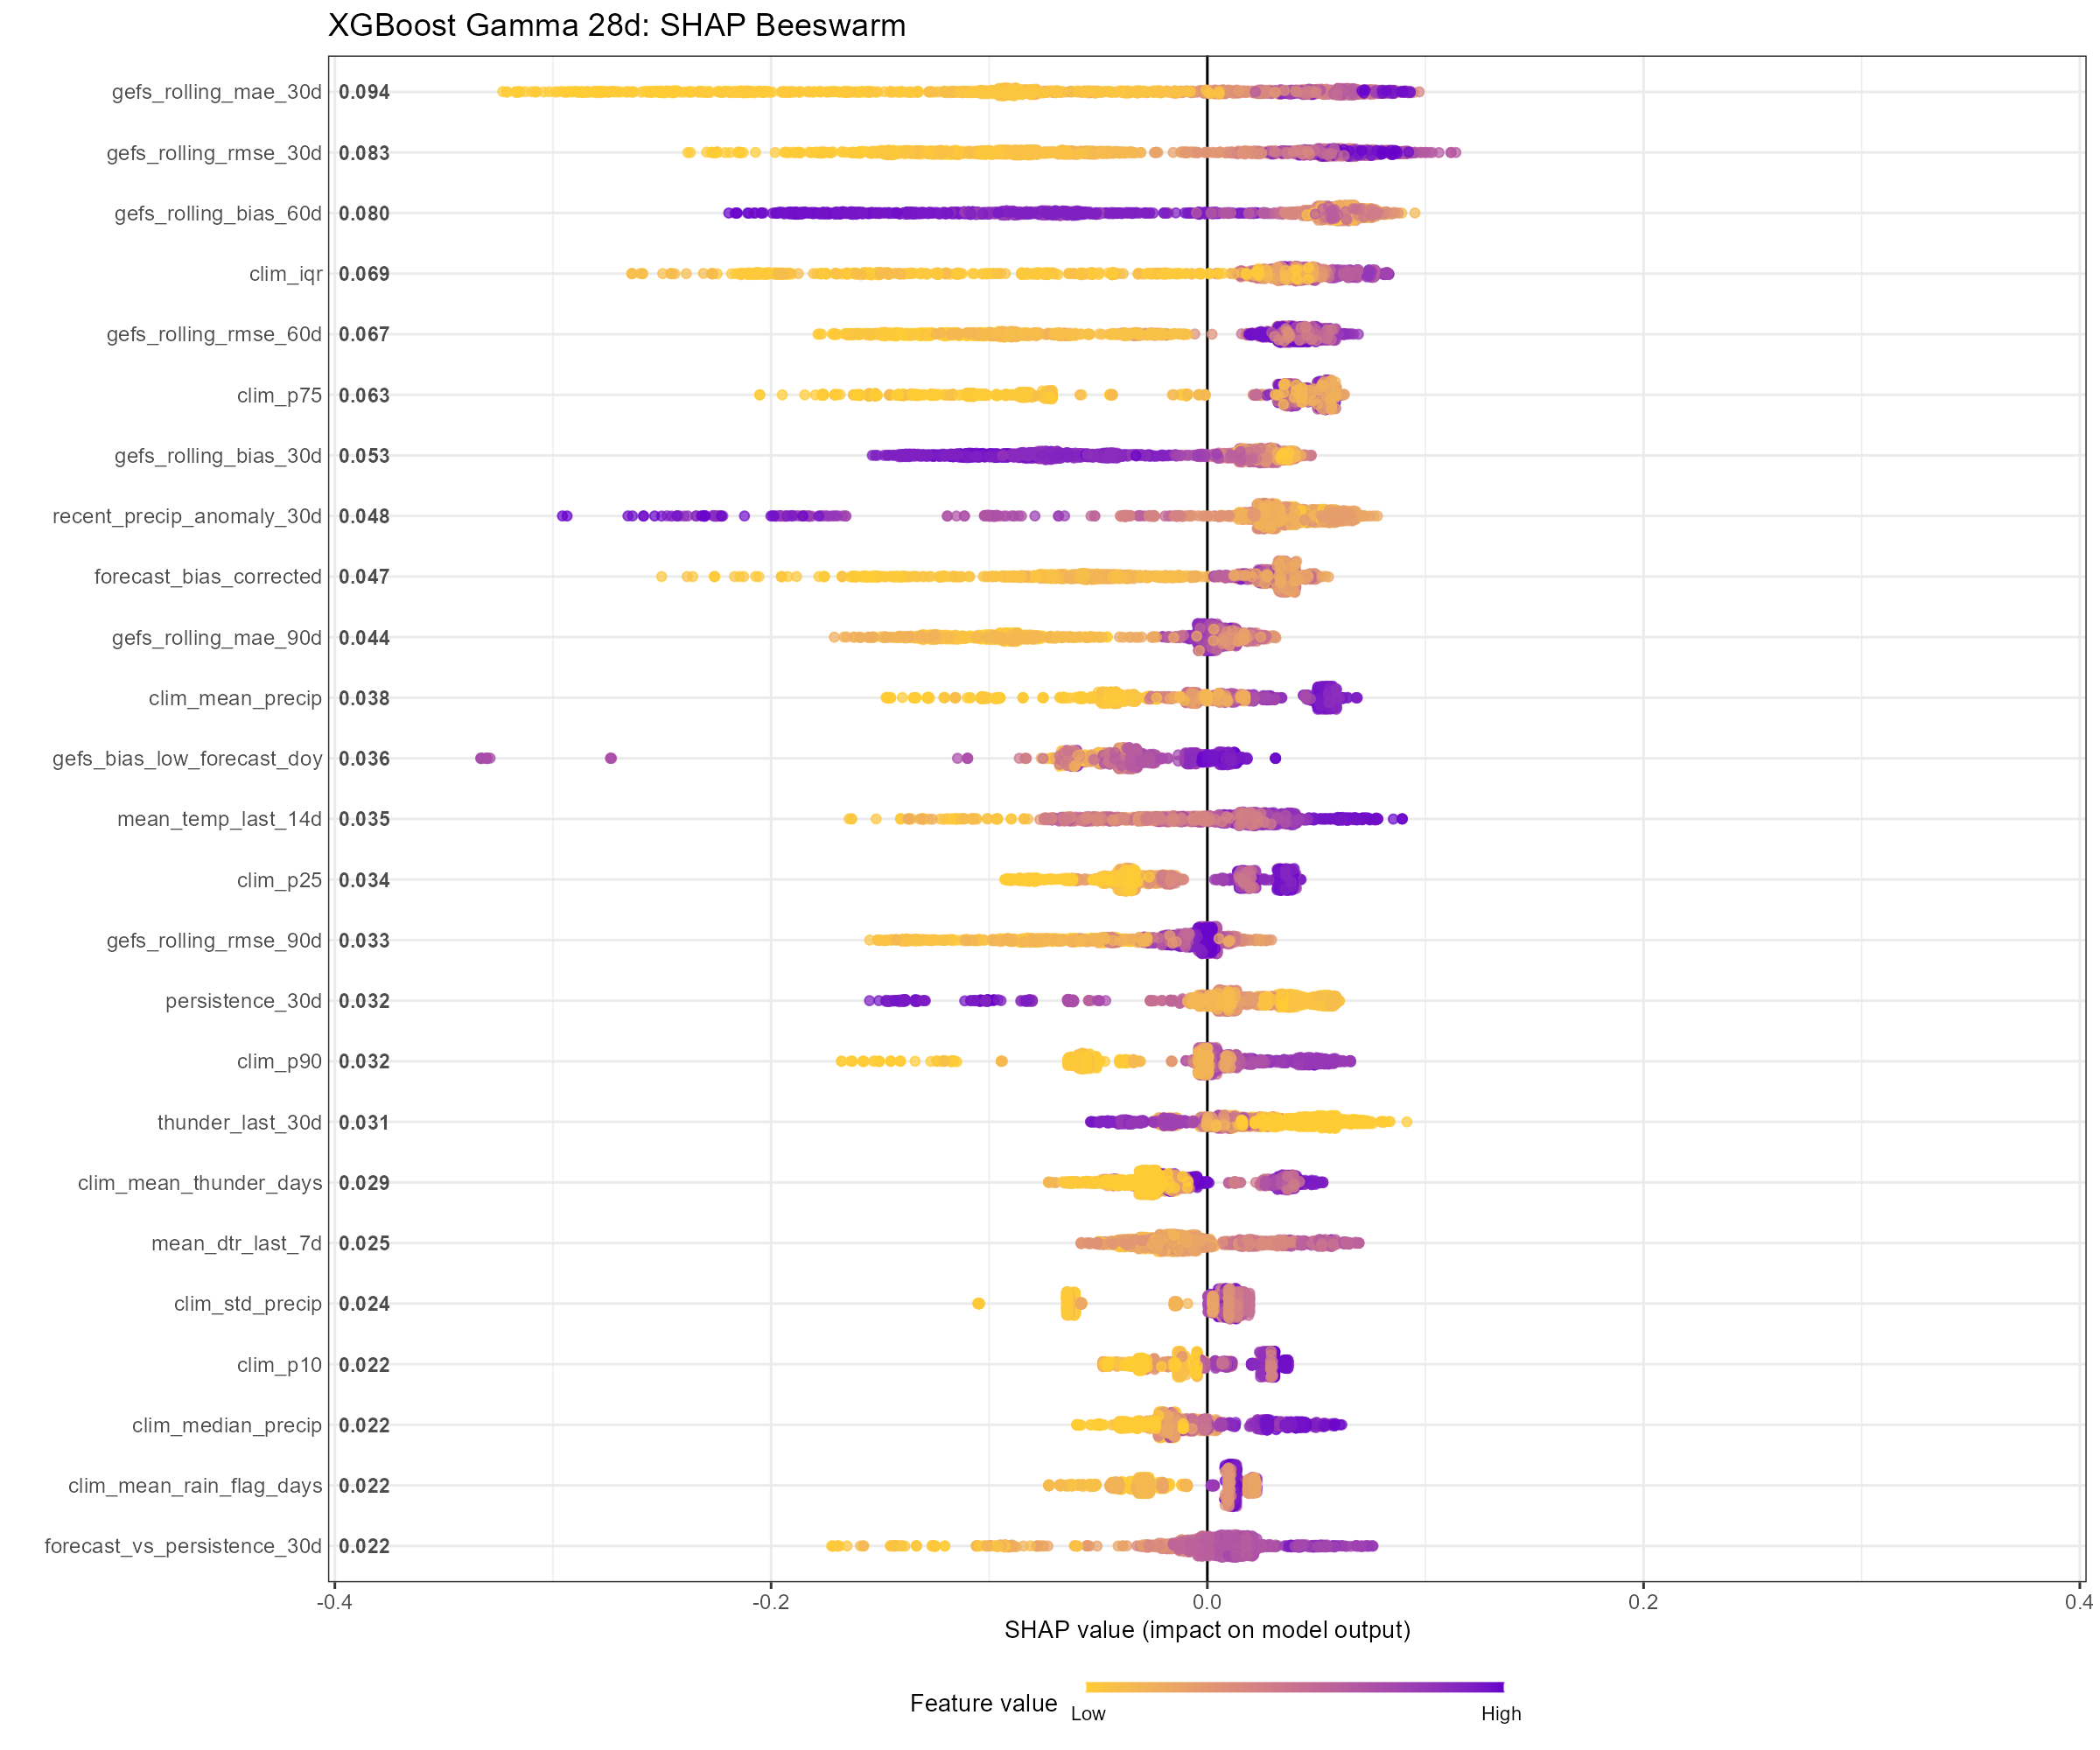 XGBoost Gamma 28d: SHAP Beeswarm
gefs_rolling_mae_30d 0.094
gefs_rolling_rmse_30d 0.083
gefs_rolling_bias_60d 0.080
clim_iqr 0.069
gefs_rolling_rmse_60d 0.067
clim_p75 0.063
gefs_rolling_bias_30d 0.053
recent_precip_anomaly_30d 0.048
forecast_bias_corrected 0.047
gefs_rolling_mae_90d 0.044
clim_mean_precip 0.038
gefs_bias_low_forecast_doy 0.036
mean_temp_last_14d 0.035
clim_p25 0.034
gefs_rolling_rmse_90d 0.033
persistence_30d 0.032
clim_p90 0.032
thunder_last_30d 0.031
clim_mean_thunder_days 0.029
mean_dtr_last_7d 0.025
clim_std_precip 0.024
clim_p10 0.022
clim_median_precip 0.022
clim_mean_rain_flag_days 0.022
forecast_vs_persistence_30d 0.022
-0.4 -0.2 0.0 0.2 0.4
SHAP value (impact on model output)
Feature value
Low High